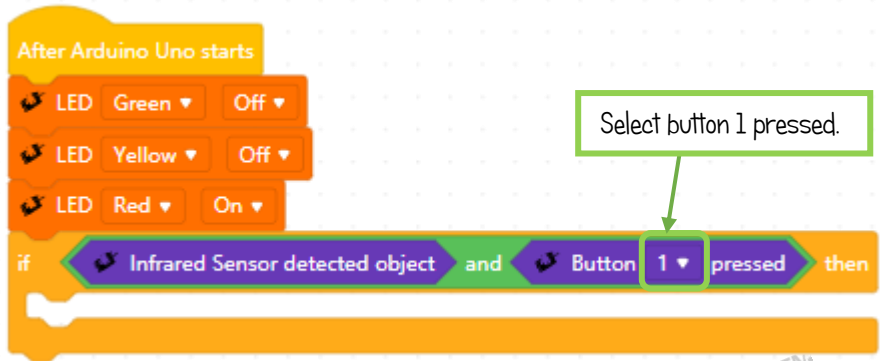 After Arduino Uno starts
LED Green Off
Select button 1 pressed.
LED Yellow Off
LED Red On
if Infrared Sensor detected object and Button 1 pressed then